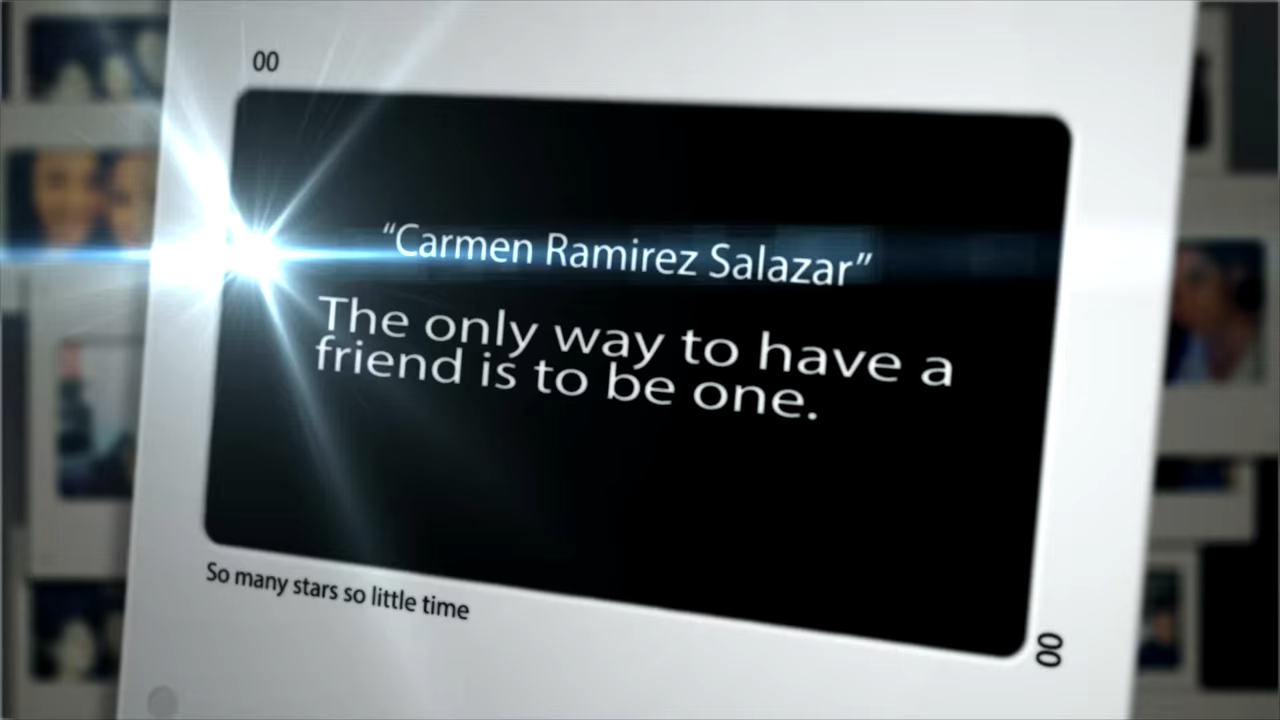 00
“Carmen Ramirez Salazar”
The only way to have a
friend is to be one.
So many stars so little time
00